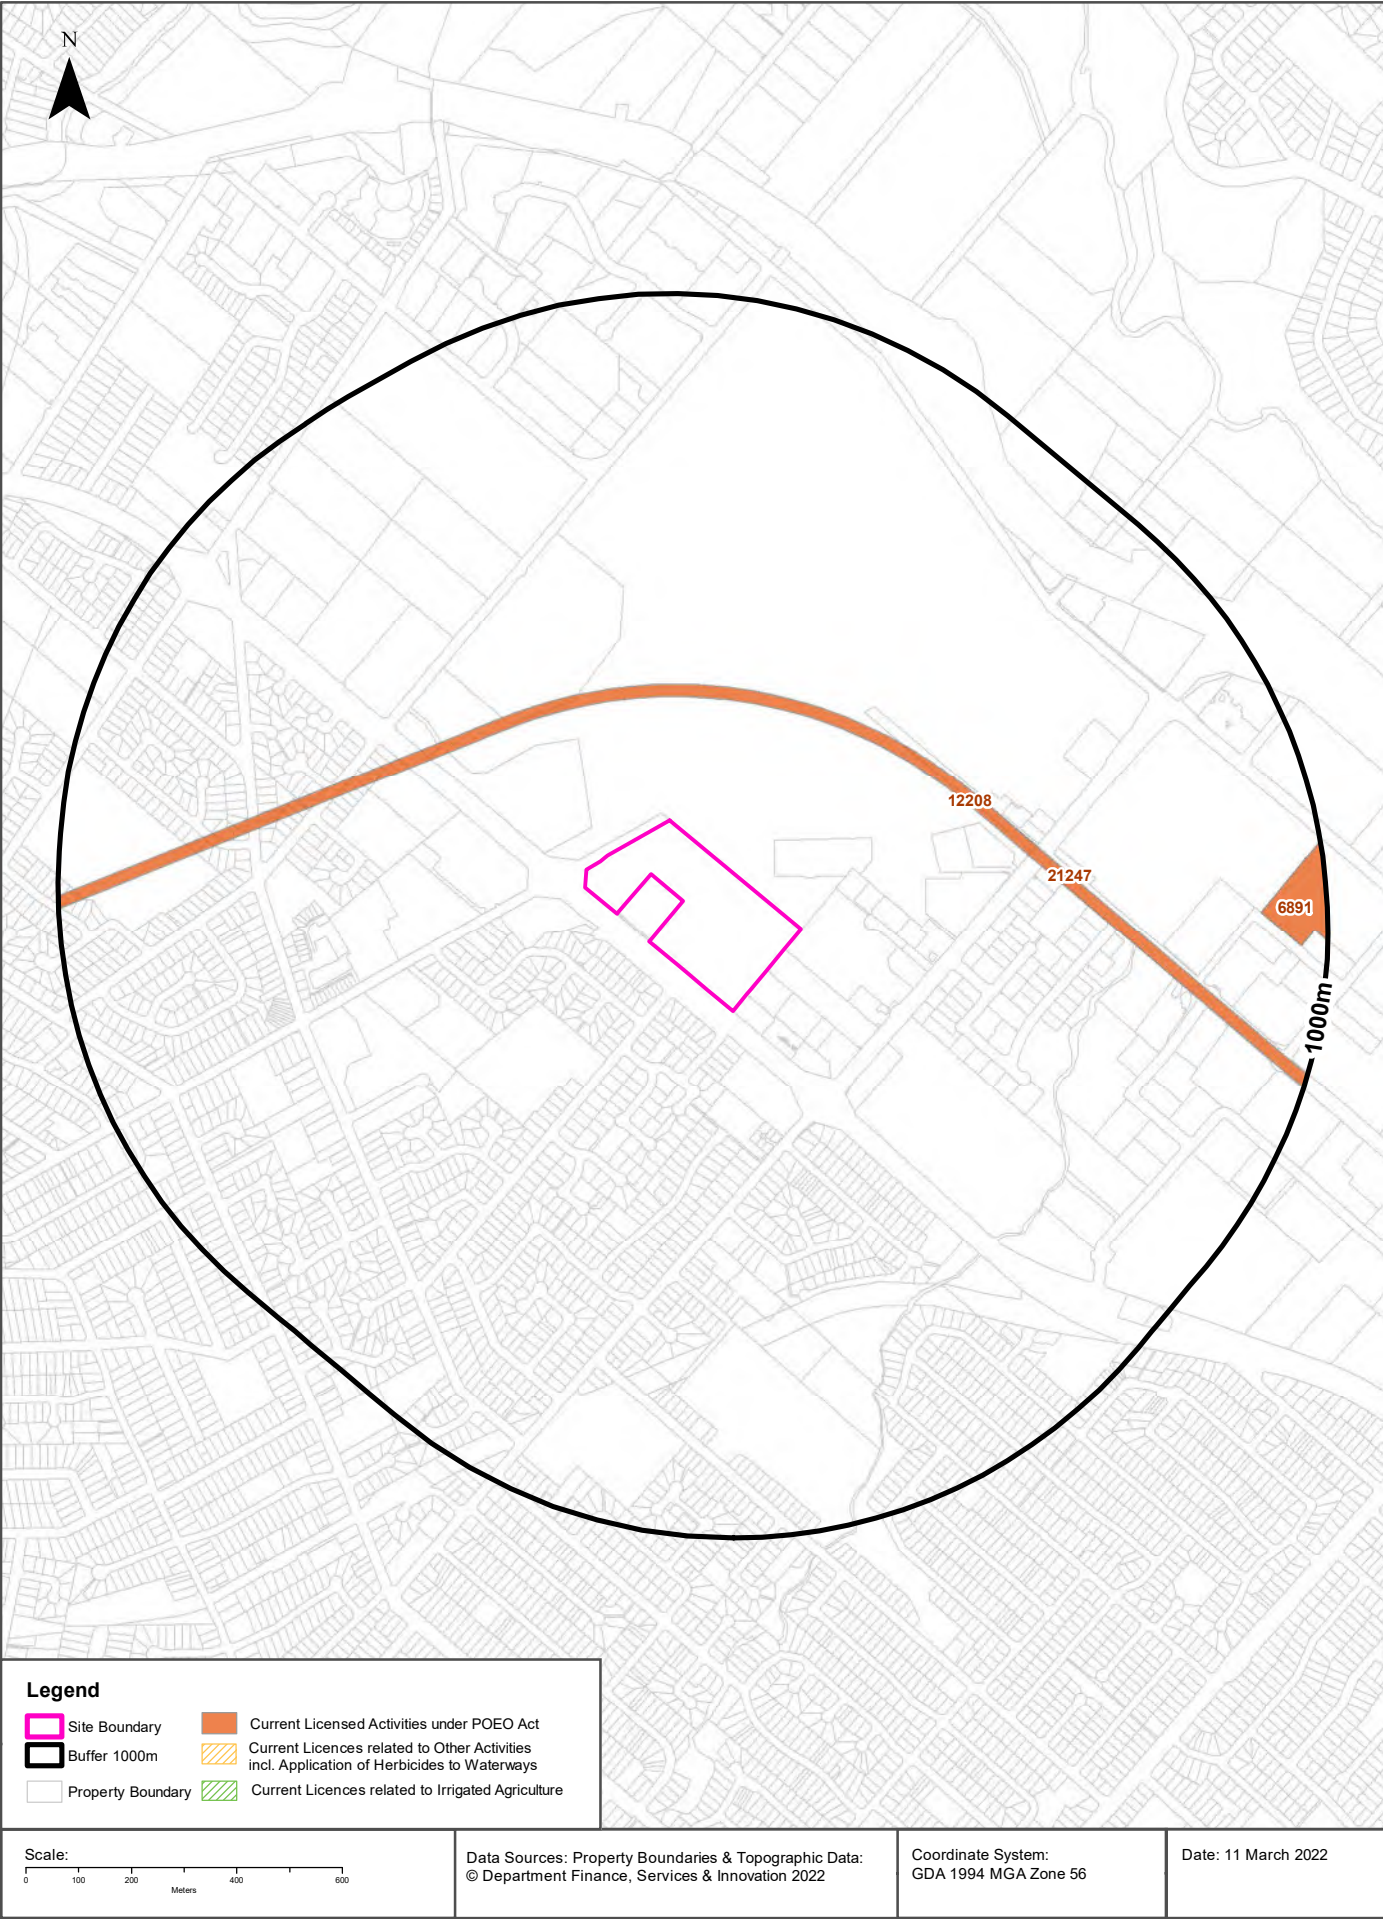 N
12208
21247
6891
1000m
Legend
Site Boundary
Buffer 1000m
Property Boundary
Current Licensed Activities under POEO Act
Current Licences related to Other Activities
incl. Application of Herbicides to Waterways
Current Licences related to Irrigated Agriculture
Scale:
0 100 200 400 600
Meters
Data Sources: Property Boundaries & Topographic Data:
© Department Finance, Services & Innovation 2022
Coordinate System:
GDA 1994 MGA Zone 56
Date: 11 March 2022